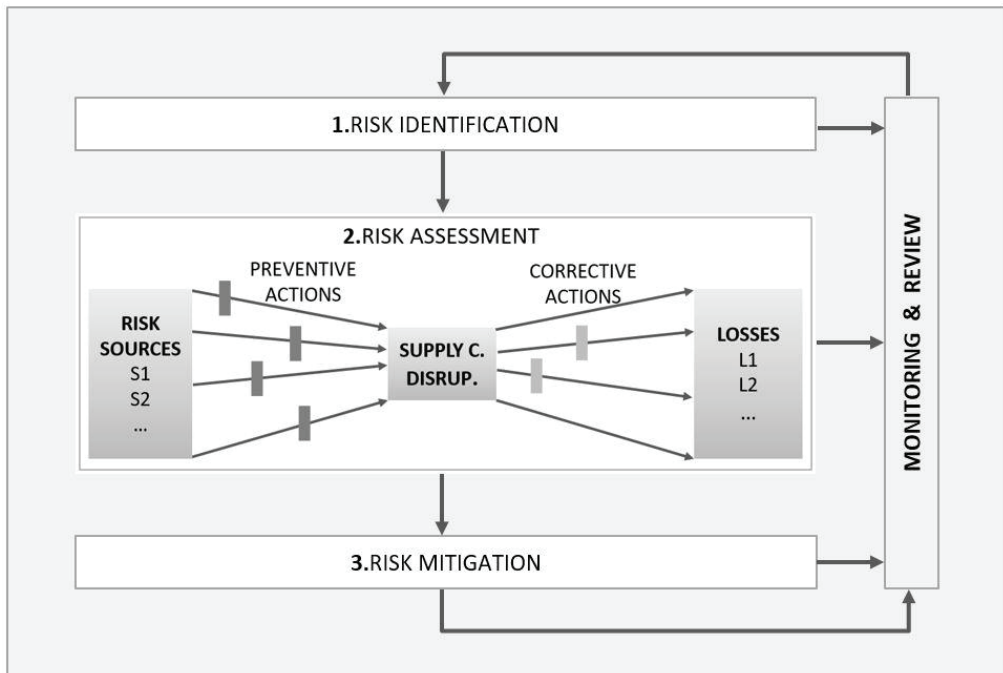 1.RISK IDENTIFICATION
2.RISK ASSESSMENT
PREVENTIVE
ACTIONS
CORRECTIVE
ACTIONS
RISK
SOURCES
S1
S2
...
SUPPLY C.
DISRUP.
LOSSES
L1
L2
...
3.RISK MITIGATION
MONITORING & REVIEW